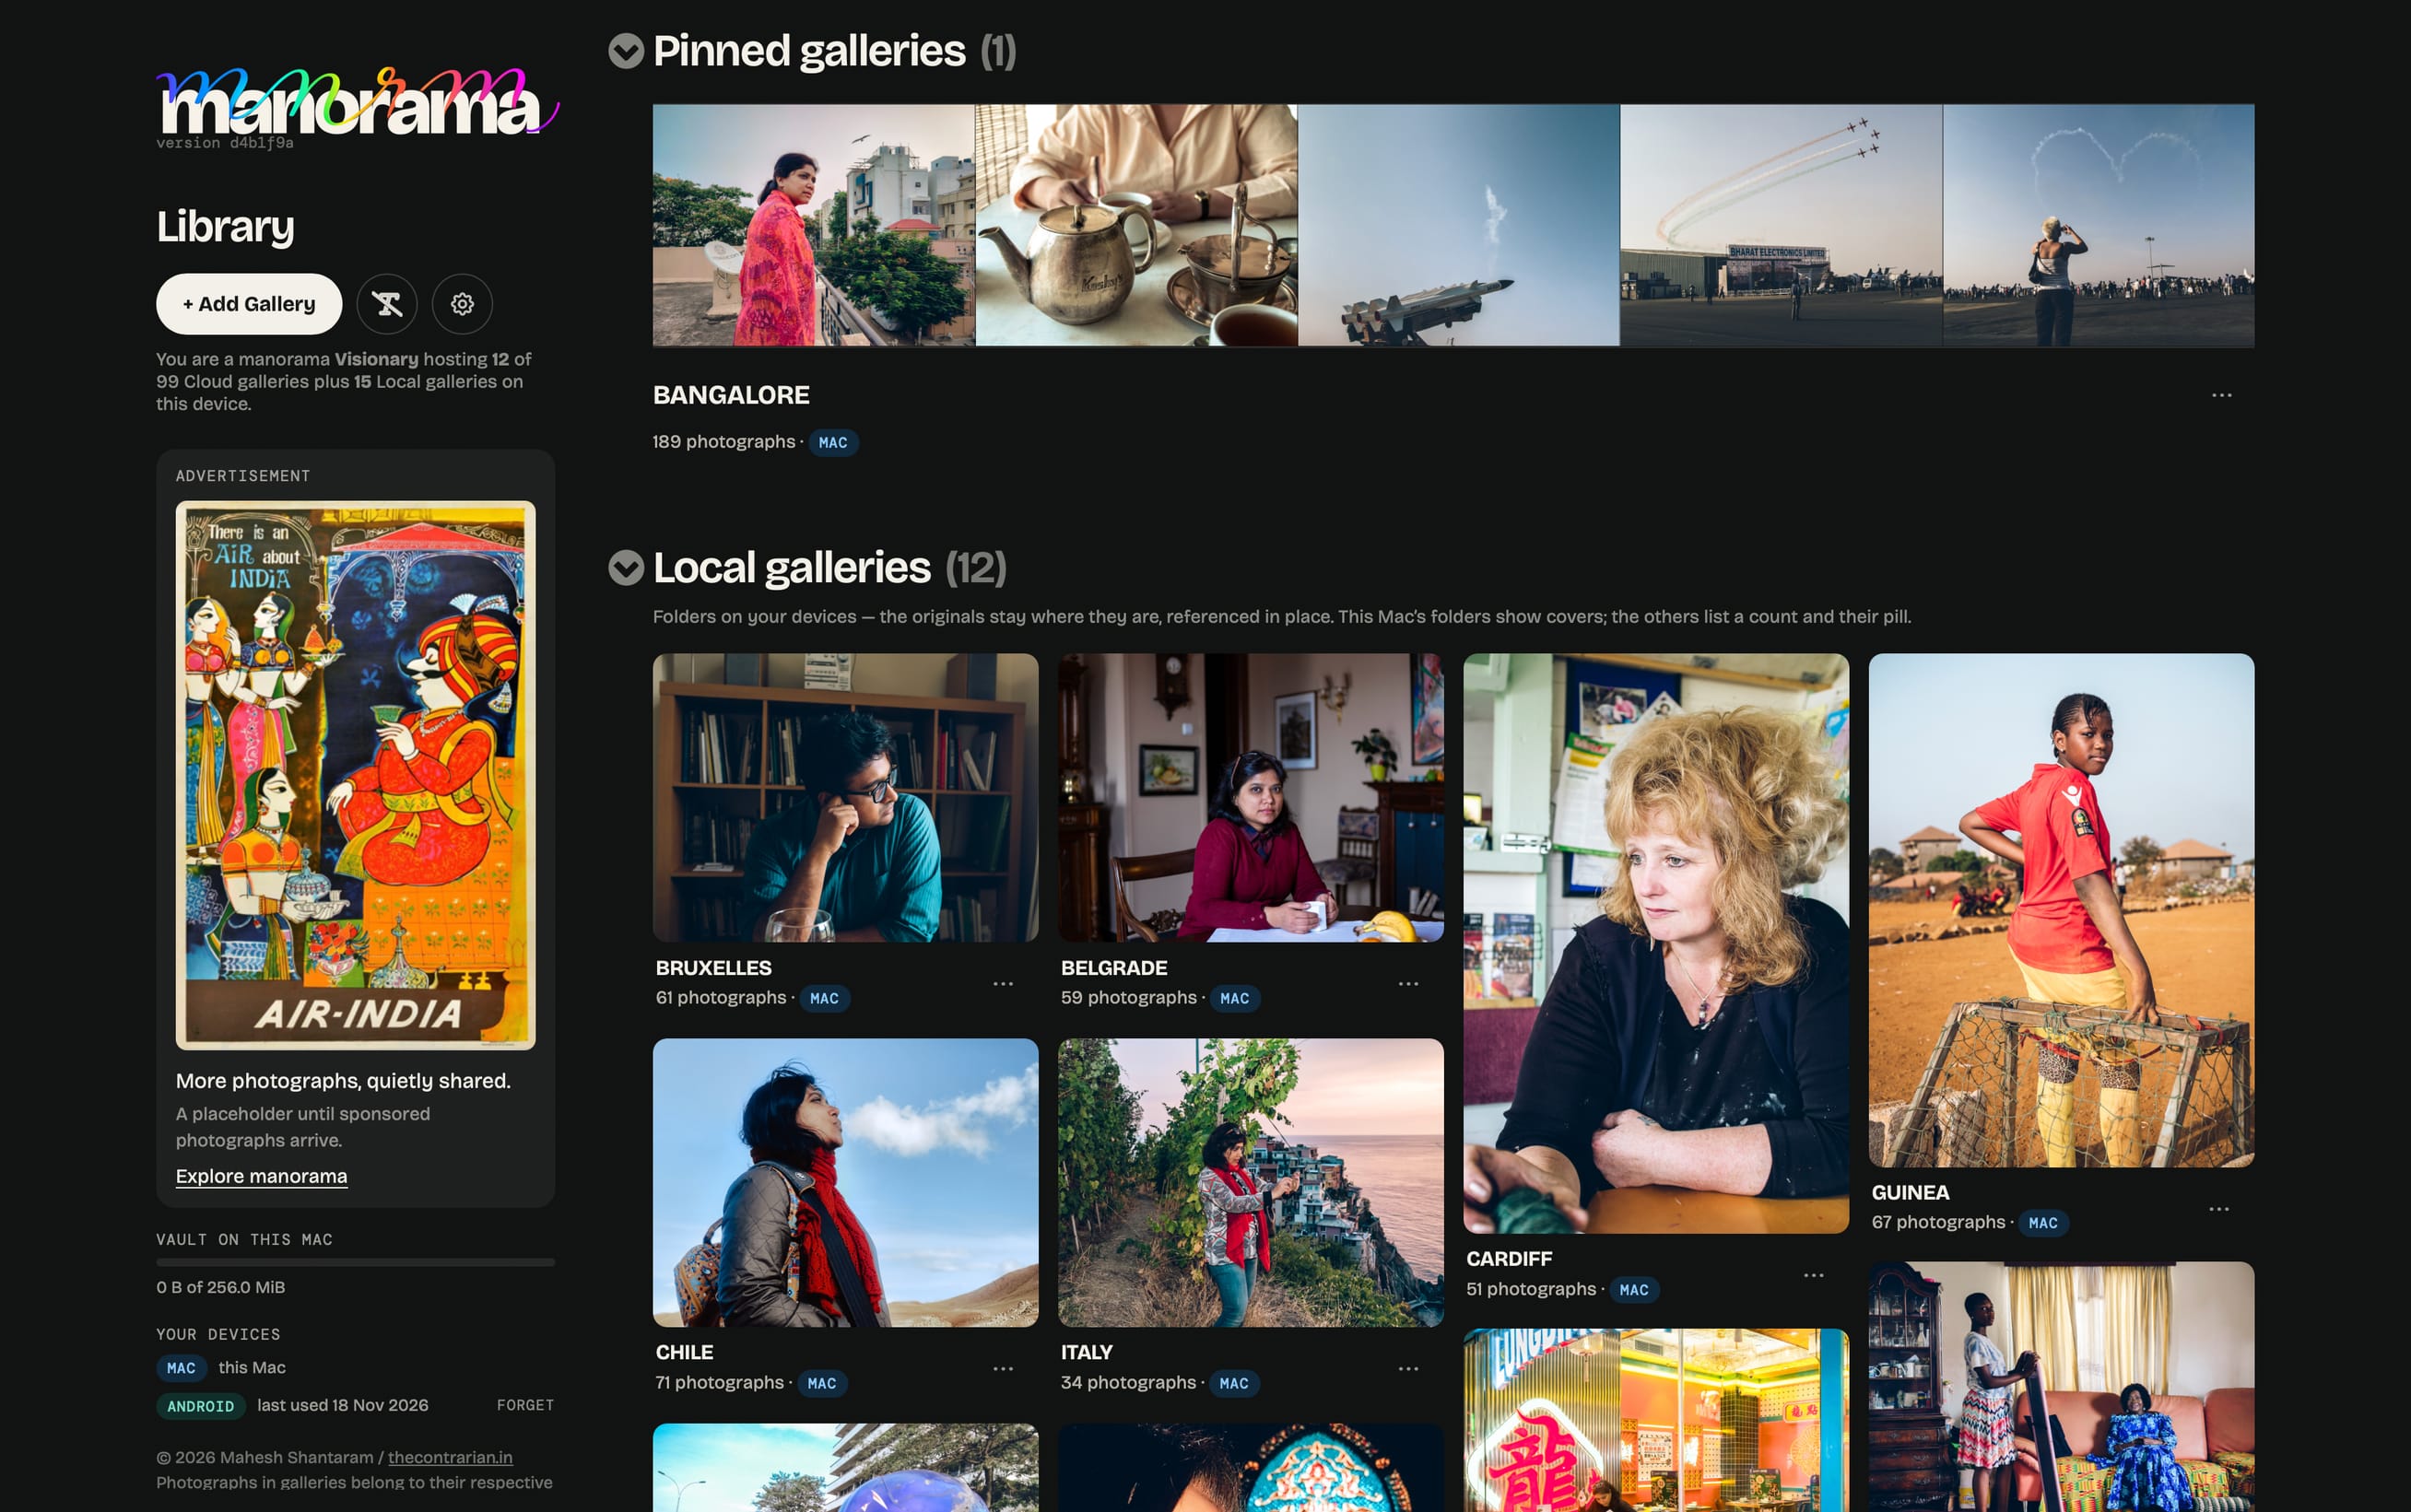 manorama
version d4b1f9a
Library
+ Add Gallery
You are a manorama Visionary hosting 12 of
99 Cloud galleries plus 15 Local galleries on
this device.
ADVERTISEMENT
There is an
AIR about
INDIA
AIR-INDIA
More photographs, quietly shared.
A placeholder until sponsored
photographs arrive.
Explore manorama
VAULT ON THIS MAC
0 B of 256.0 MiB
YOUR DEVICES
MAC this Mac
ANDROID last used 18 Nov 2026 FORGET
© 2026 Mahesh Shantaram / thecontrarian.in
Photographs in galleries belong to their respective
Pinned galleries (1)
BHARAT ELECTRONICS LIMITED
BANGALORE
189 photographs · MAC
Local galleries (12)
Folders on your devices — the originals stay where they are, referenced in place. This Mac’s folders show covers; the others list a count and their pill.
BRUXELLES
61 photographs · MAC
BELGRADE
59 photographs · MAC
CARDIFF
51 photographs · MAC
GUINEA
67 photographs · MAC
CHILE
71 photographs · MAC
ITALY
34 photographs · MAC
龍